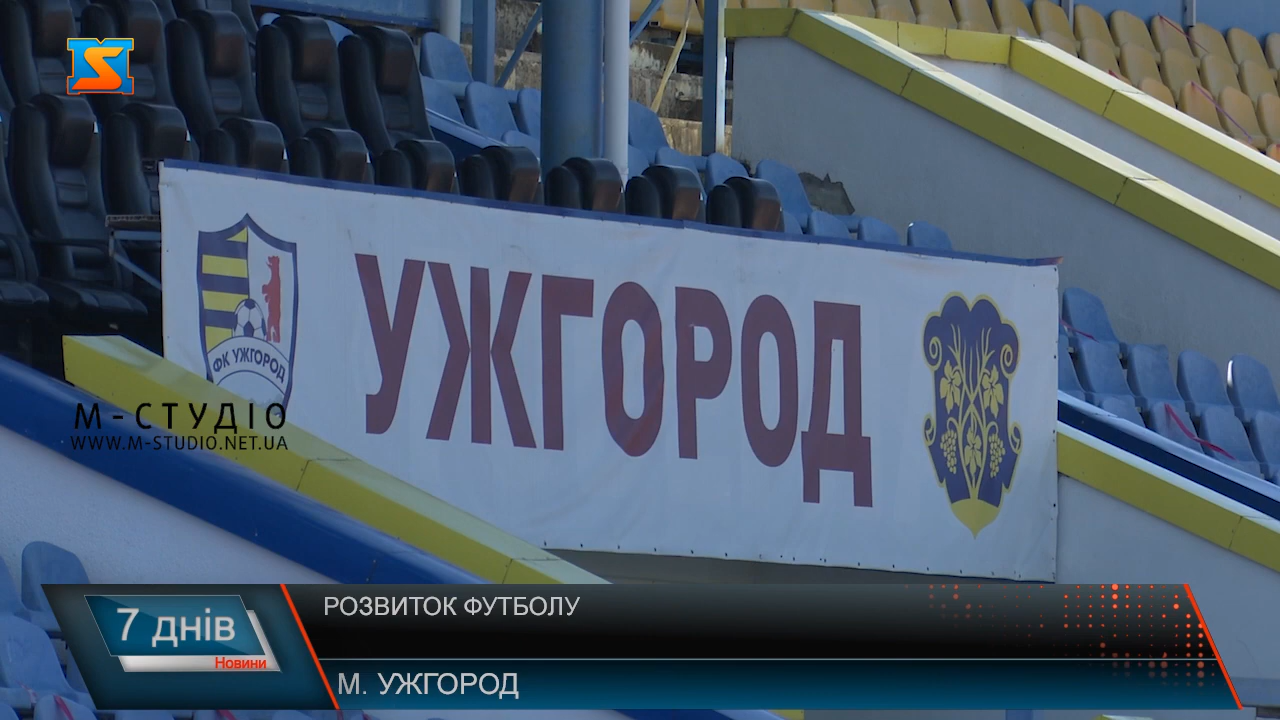 УЖГОРОД
ФК УЖГОРОД
М-СТУДІО
WWW.M-STUDIO.NET.UA
7 днів
Новини
РОЗВИТОК ФУТБОЛУ
М. УЖГОРОД